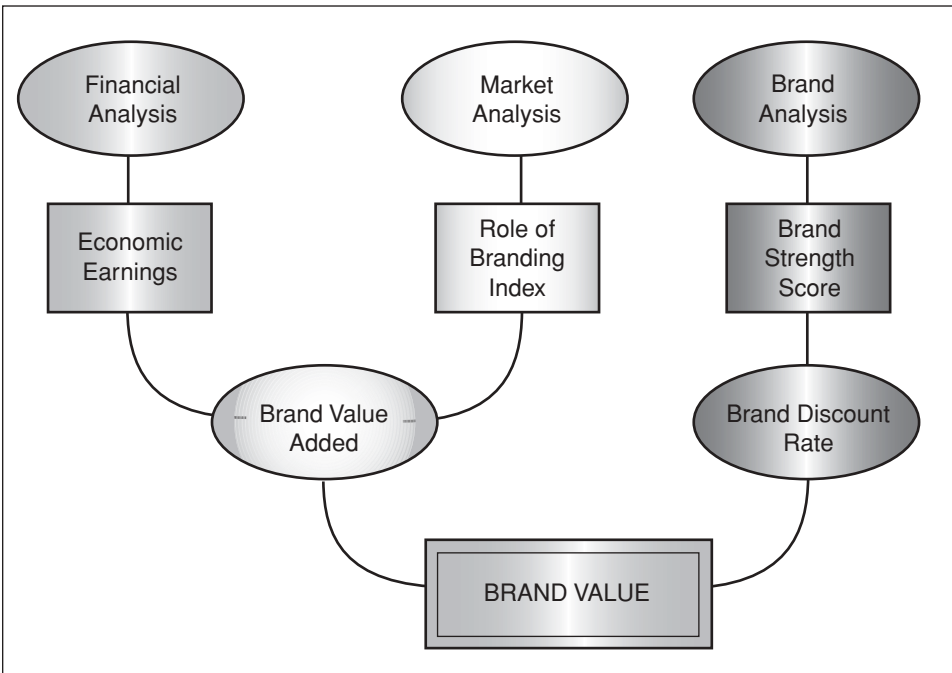 Financial
Analysis
Market
Analysis
Brand
Analysis
Economic
Earnings
Role of
Branding
Index
Brand
Strength
Score
Brand Value
Added
Brand Discount
Rate
BRAND VALUE